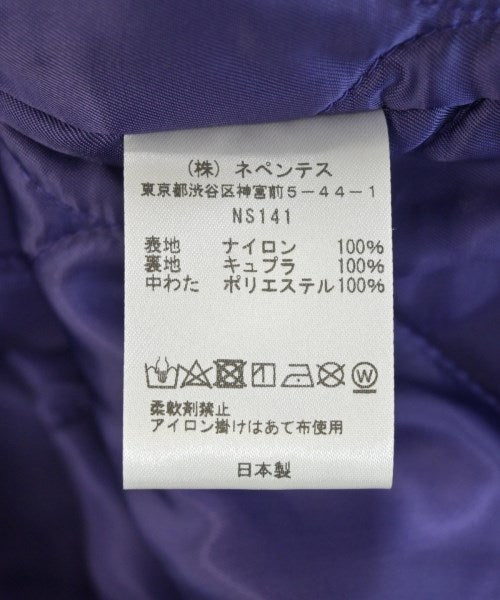 （株）ネペンテス
東京都渋谷区神宮前5-44-1
NS141
表地 ナイロン 100%
裏地 キュプラ 100%
中わた ポリエステル 100%
柔軟剤禁止
アイロン掛けはあて布使用
日本製